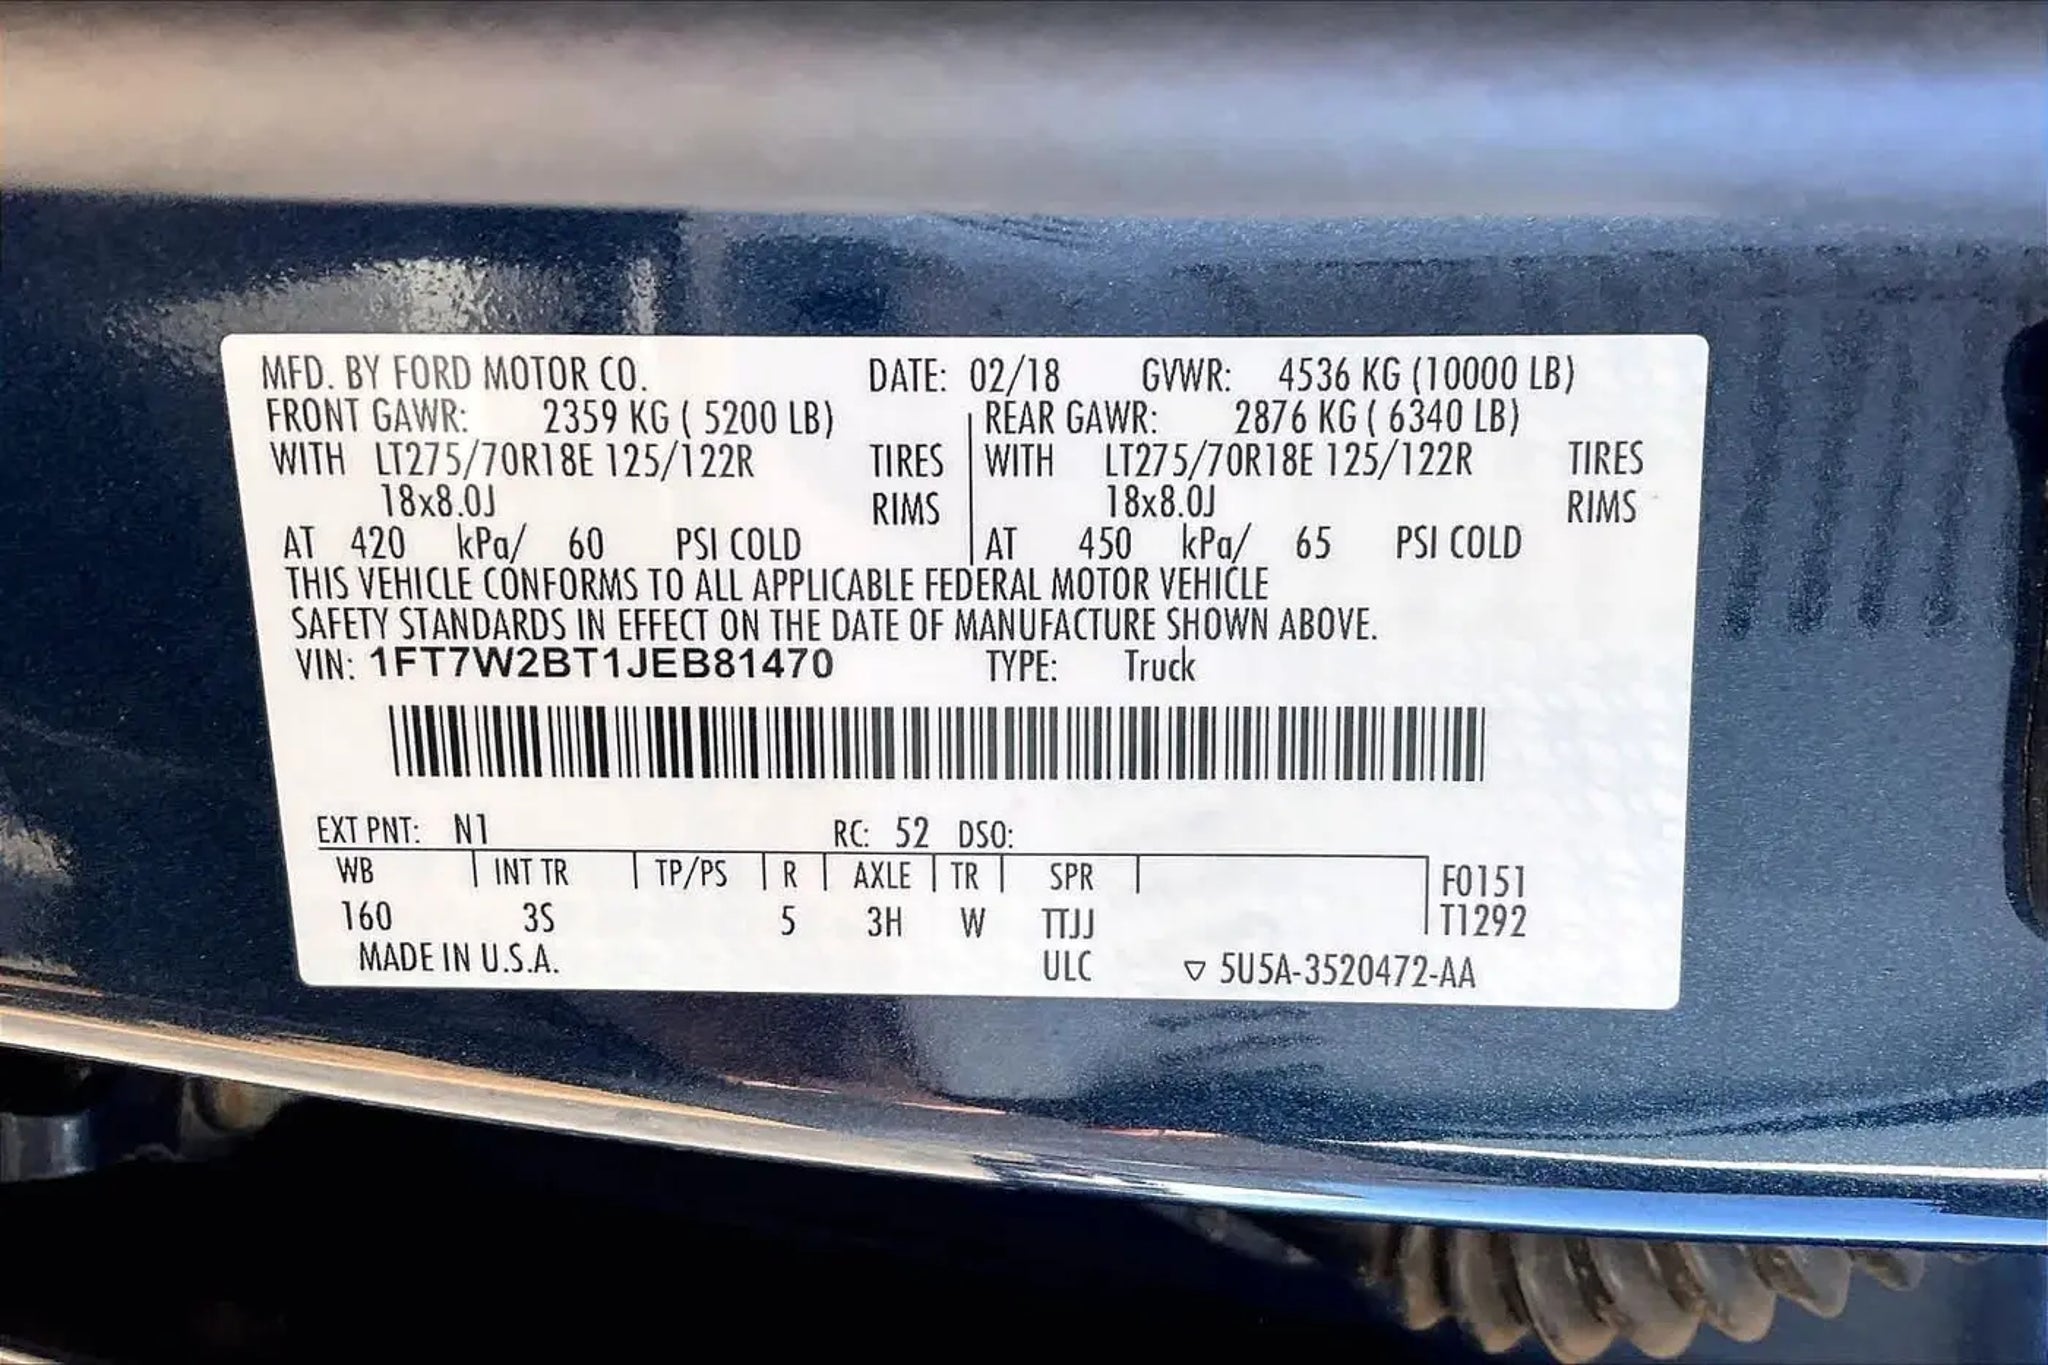 MFD. BY FORD MOTOR CO. DATE: 02/18 GVWR: 4536 KG (10000 LB)
FRONT GAWR: 2359 KG ( 5200 LB) REAR GAWR: 2876 KG ( 6340 LB)
WITH LT275/70R18E 125/122R TIRES WITH LT275/70R18E 125/122R TIRES
18x8.0J RIMS 18x8.0J RIMS
AT 420 kPa/ 60 PSI COLD AT 450 kPa/ 65 PSI COLD
THIS VEHICLE CONFORMS TO ALL APPLICABLE FEDERAL MOTOR VEHICLE
SAFETY STANDARDS IN EFFECT ON THE DATE OF MANUFACTURE SHOWN ABOVE.
VIN: 1FT7W2BT1JEB81470 TYPE: Truck
EXT PNT: N1 RC: 52 DSO:
WB INT TR TP/PS R AXLE TR SPR F0151
160 3S 5 3H W TTJJ T1292
MADE IN U.S.A. ULC ▽ 5U5A-3520472-AA